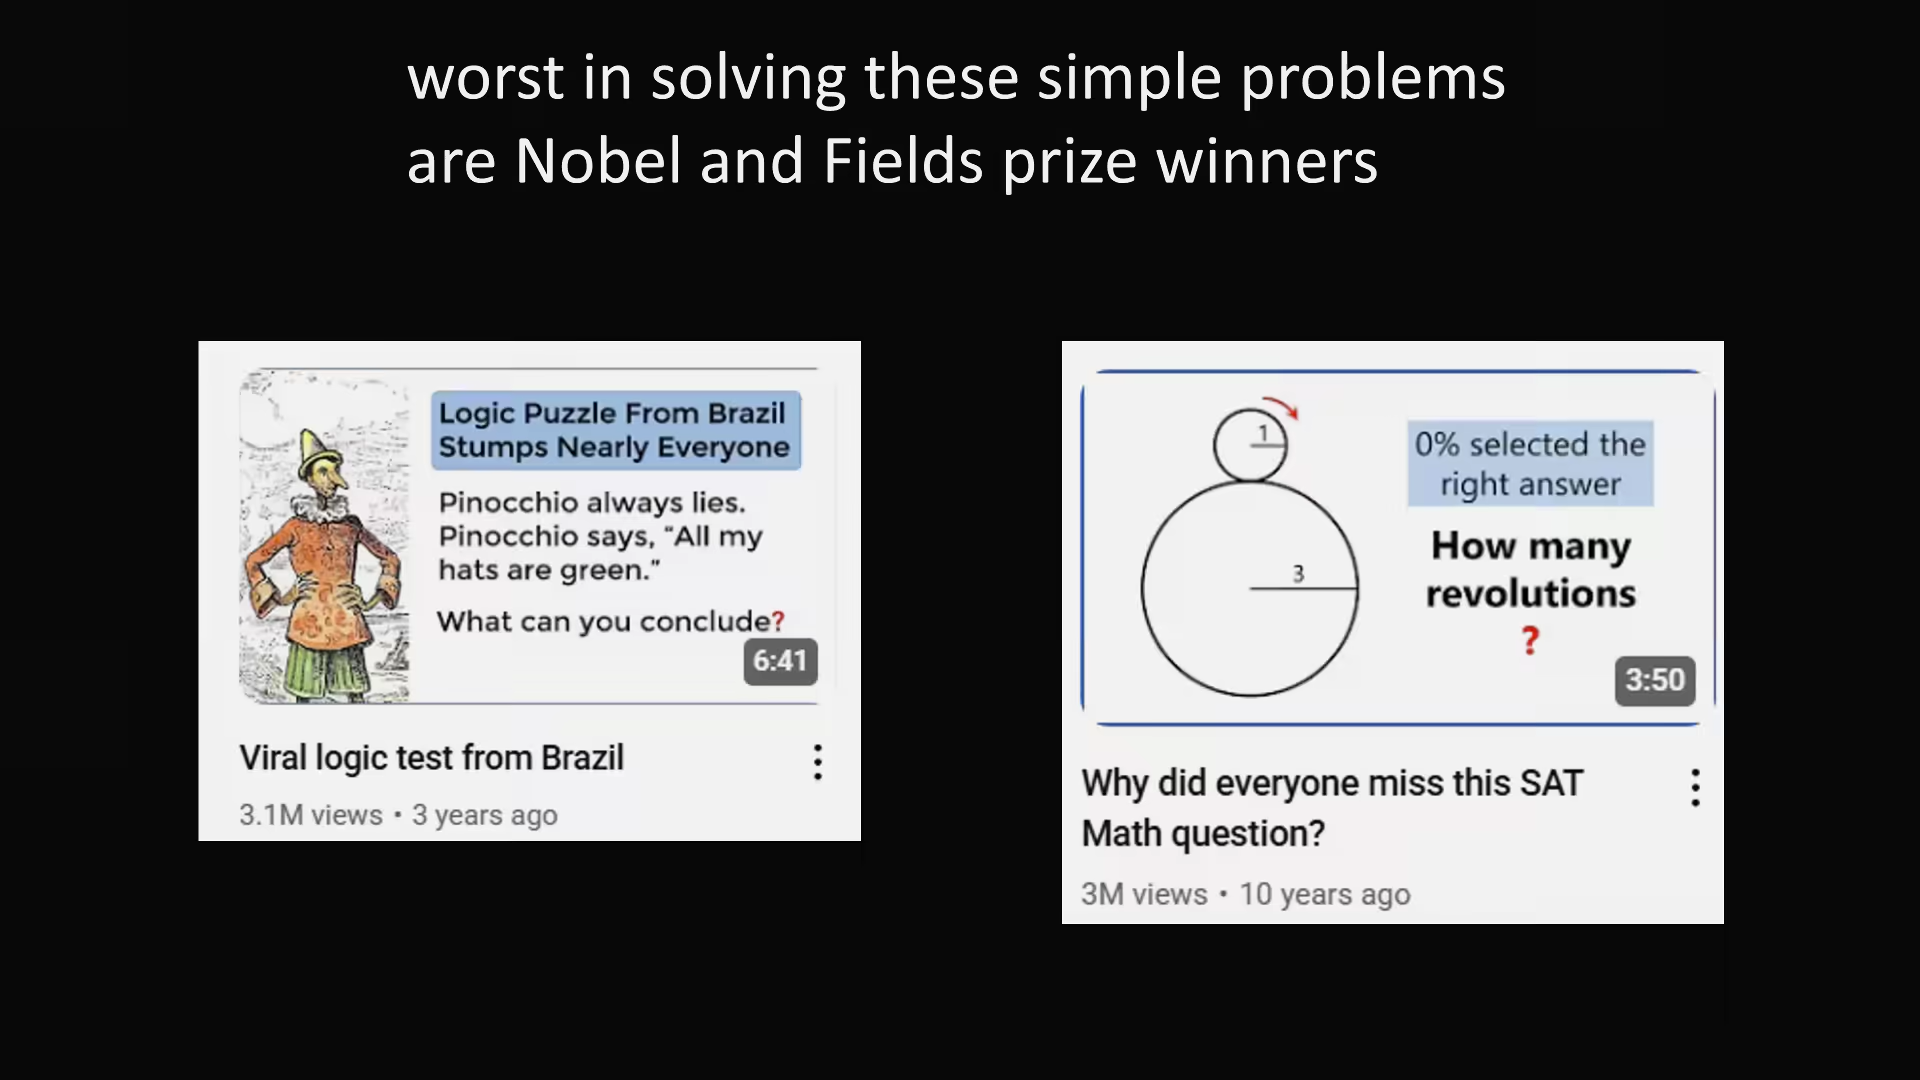 worst in solving these simple problems
are Nobel and Fields prize winners
Logic Puzzle From Brazil
Stumps Nearly Everyone
Pinocchio always lies.
Pinocchio says, "All my
hats are green."
What can you conclude?
6:41
Viral logic test from Brazil
3.1M views • 3 years ago
1
3
0% selected the
right answer
How many
revolutions
?
3:50
Why did everyone miss this SAT
Math question?
3M views • 10 years ago